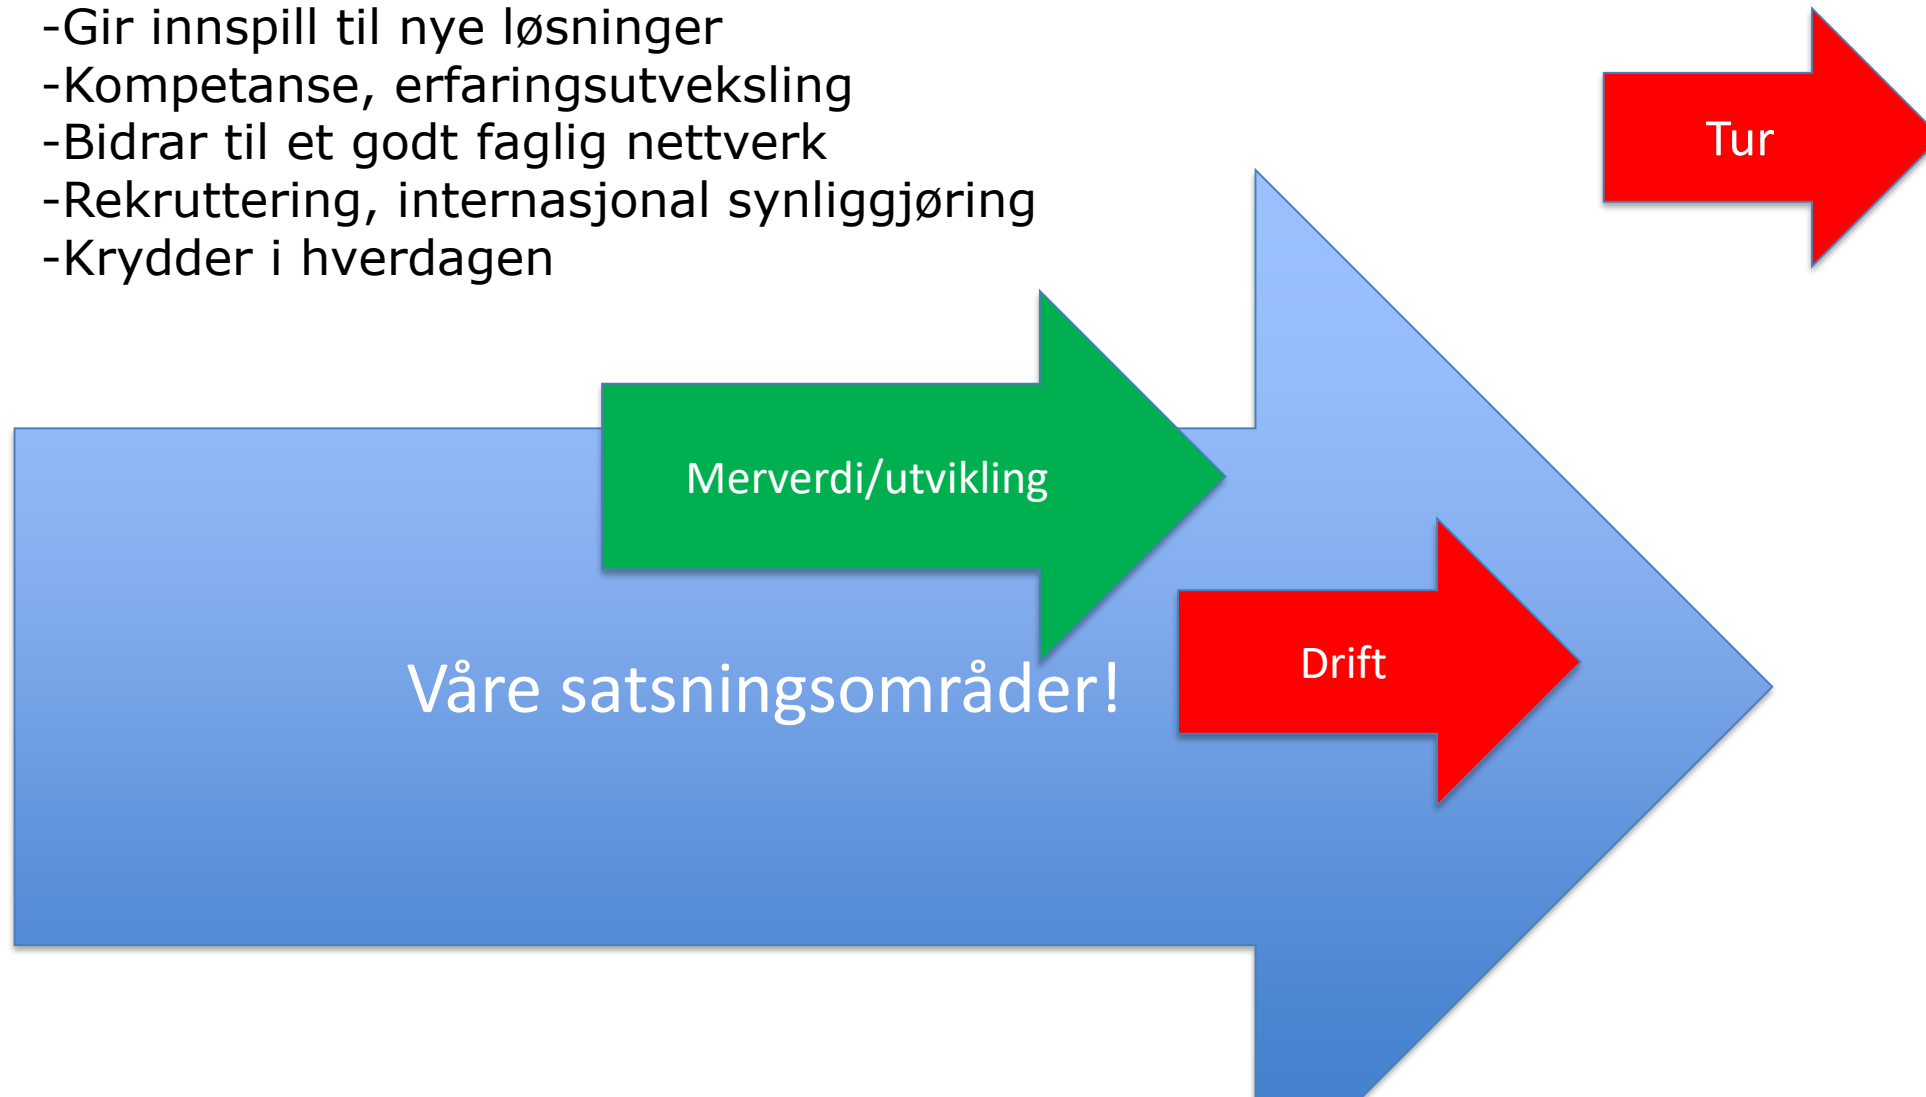 -Gir innspill til nye løsninger
-Kompetanse, erfaringsutveksling
-Bidrar til et godt faglig nettverk
-Rekruttering, internasjonal synliggjøring
-Krydder i hverdagen
Tur
Merverdi/utvikling
Drift
Våre satsningsområder!